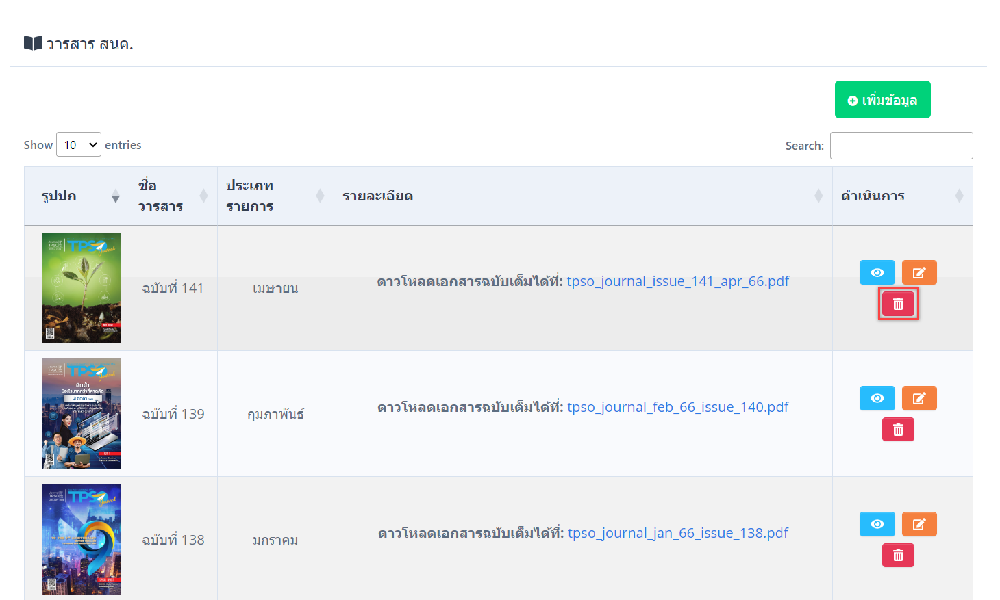 วารสาร สนค.
เพิ่มข้อมูล
Show 10 entries
Search:
รูปปก
ชื่อ
วารสาร
ประเภท
รายการ
รายละเอียด
ดำเนินการ
TPSO
Journal
ฉบับที่ 141
เมษายน
ดาวโหลดเอกสารฉบับเต็มได้ที่: tpso_journal_issue_141_apr_66.pdf
TPSO
Journal
คิดค้า
ฉบับที่ 139
กุมภาพันธ์
ดาวโหลดเอกสารฉบับเต็มได้ที่: tpso_journal_feb_66_issue_140.pdf
TPSO
Journal
9
ฉบับที่ 138
มกราคม
ดาวโหลดเอกสารฉบับเต็มได้ที่: tpso_journal_jan_66_issue_138.pdf